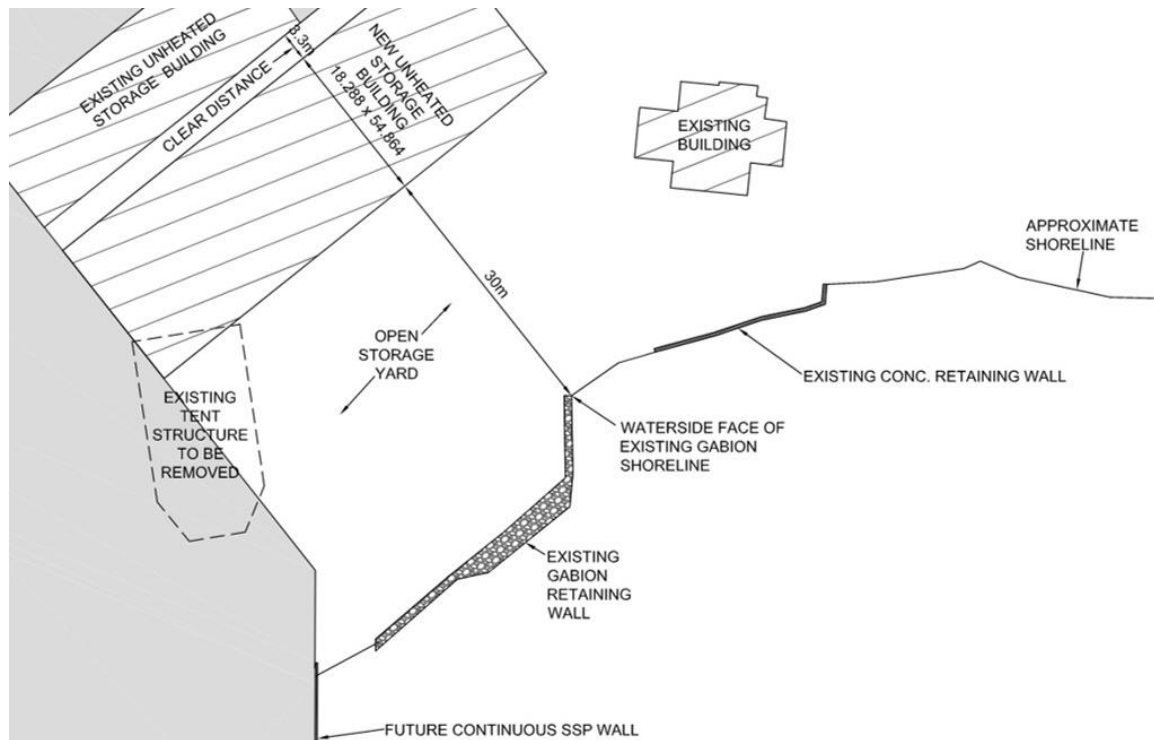 EXISTING UNHEATED
STORAGE BUILDING
CLEAR DISTANCE
3.3m
NEW UNHEATED
STORAGE
BUILDING
18.288 x 54.864
EXISTING
BUILDING
APPROXIMATE
SHORELINE
30m
OPEN
STORAGE
YARD
EXISTING CONC. RETAINING WALL
EXISTING
TENT
STRUCTURE
TO BE
REMOVED
WATERSIDE FACE OF
EXISTING GABION
SHORELINE
EXISTING
GABION
RETAINING
WALL
FUTURE CONTINUOUS SSP WALL